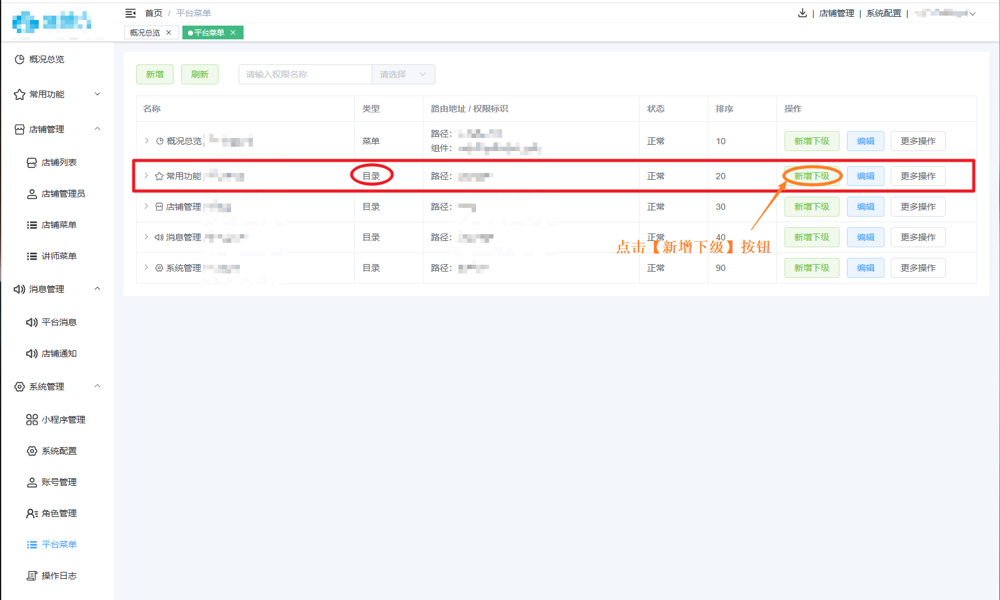 首页 / 平台菜单
| 店铺管理 | 系统配置 |
概况总览 × 平台菜单 ×
概况总览
常用功能
店铺管理
店铺列表
店铺管理员
店铺菜单
讲师菜单
消息管理
平台消息
店铺通知
系统管理
小程序管理
系统配置
账号管理
角色管理
平台菜单
操作日志
新增 刷新 请输入权限名称 请选择
名称 类型 路由地址 / 权限标识 状态 排序 操作
概况总览 菜单 路径: 正常 10 新增下级 编辑 更多操作
组件:
常用功能 目录 路径: 正常 20 新增下级 编辑 更多操作
店铺管理 目录 路径: 正常 30 新增下级 编辑 更多操作
消息管理 目录 路径: 正常 40 新增下级 编辑 更多操作
点击【新增下级】按钮
系统管理 目录 路径: 正常 90 新增下级 编辑 更多操作